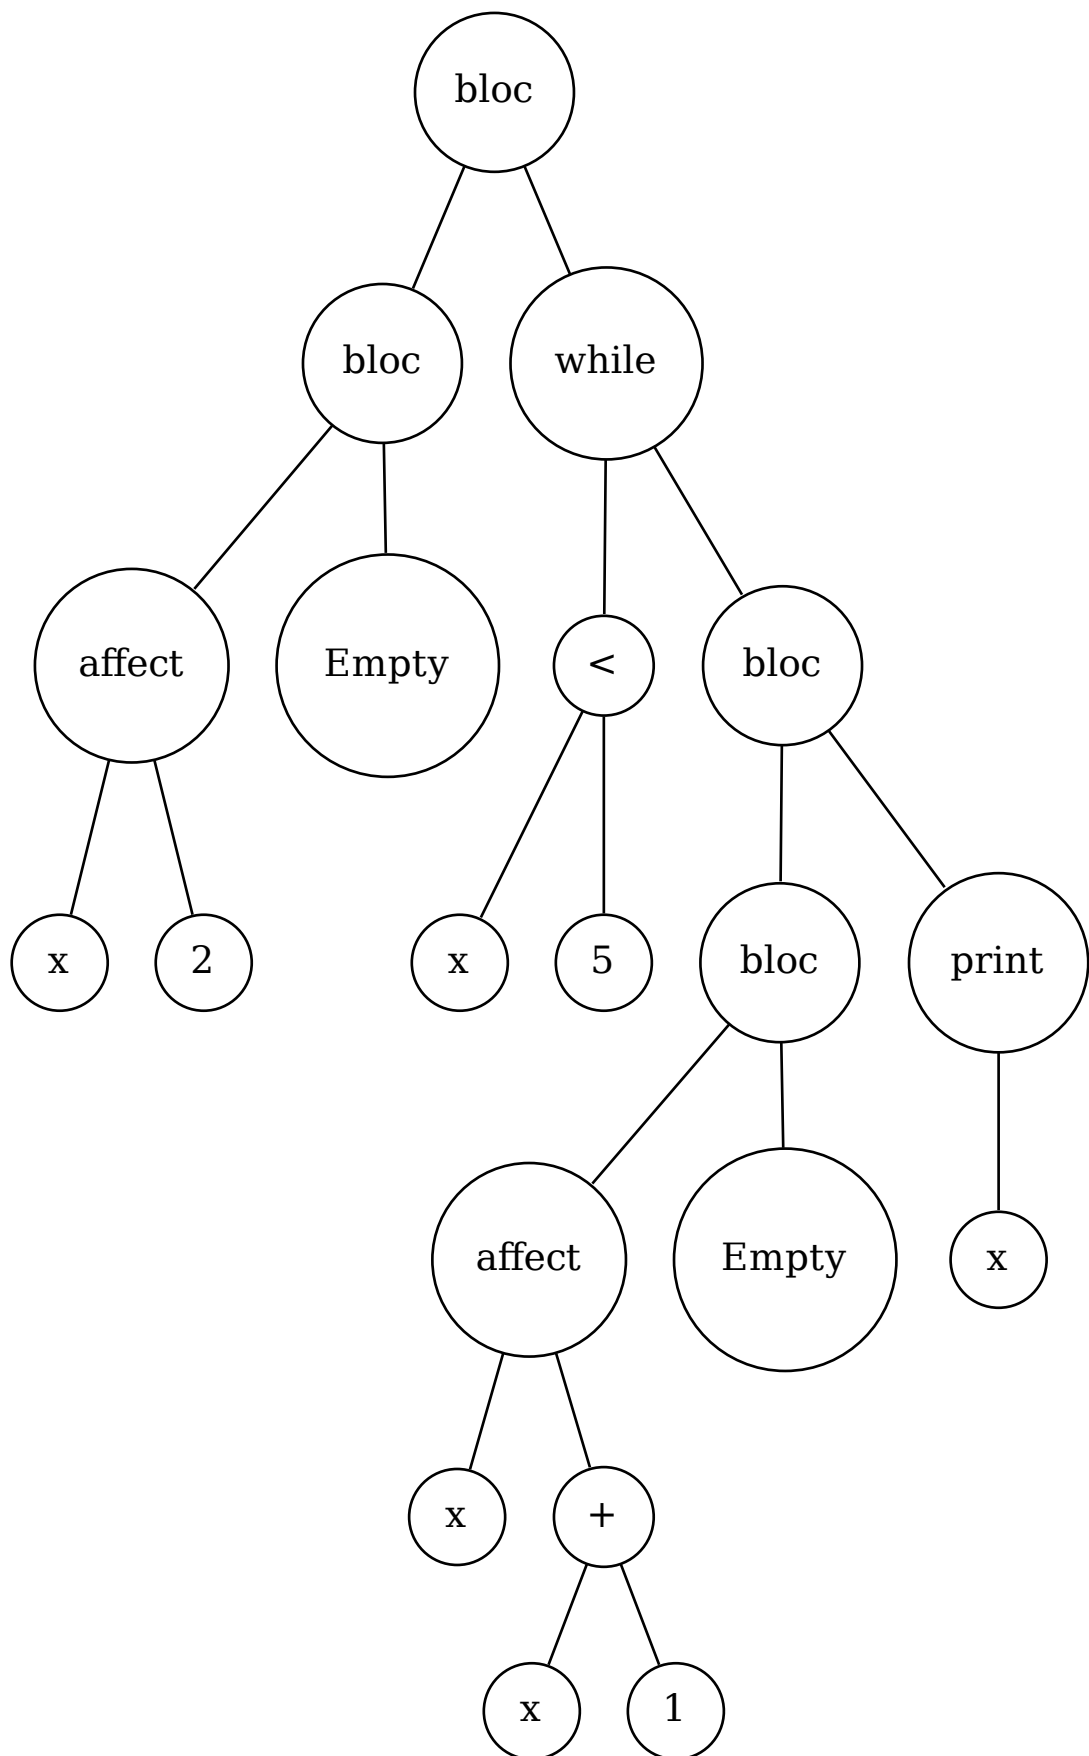 bloc
bloc while
affect Empty < bloc
x 2 x 5 bloc print
affect Empty x
x +
x 1